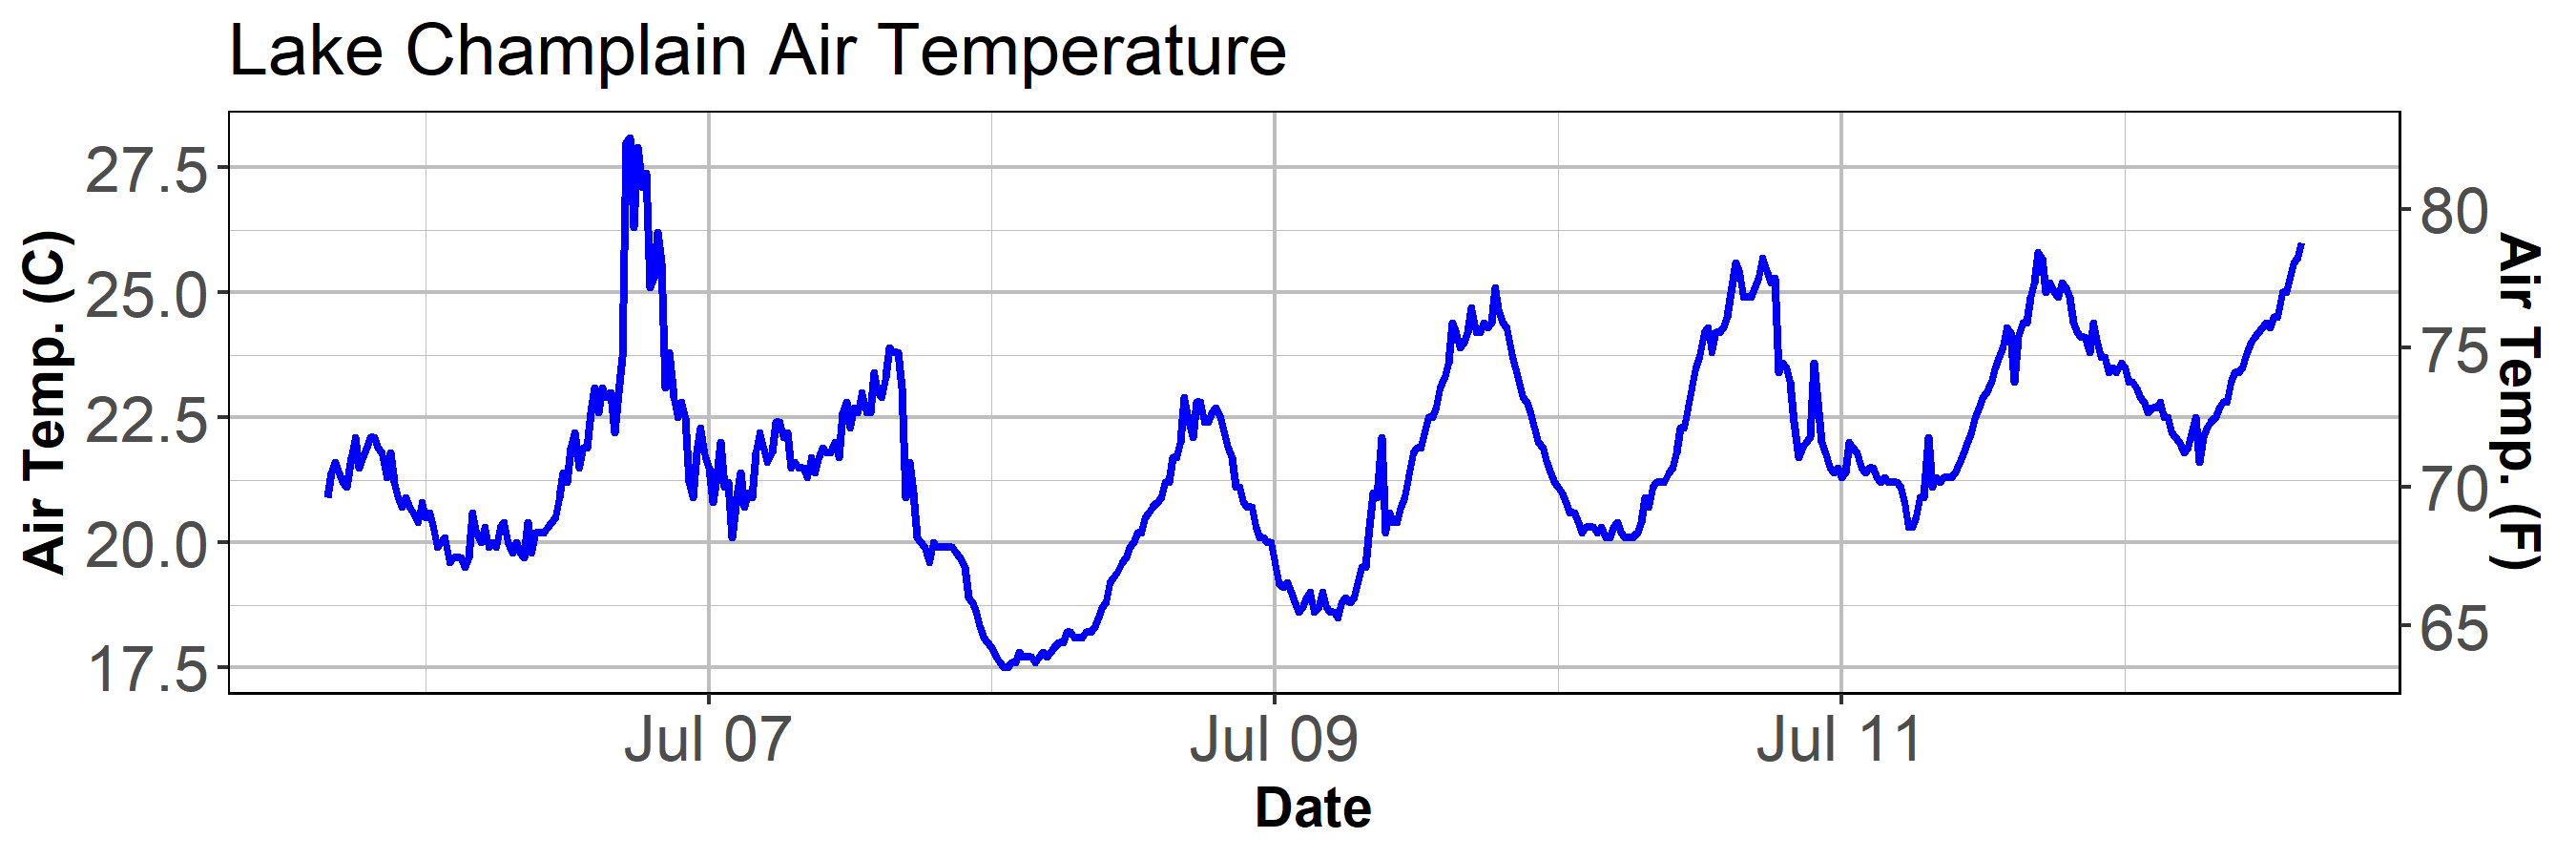 Lake Champlain Air Temperature
Air Temp. (C)
27.5
25.0
22.5
20.0
17.5
80
75
70
65
Air Temp. (F)
Jul 07 Jul 09 Jul 11
Date